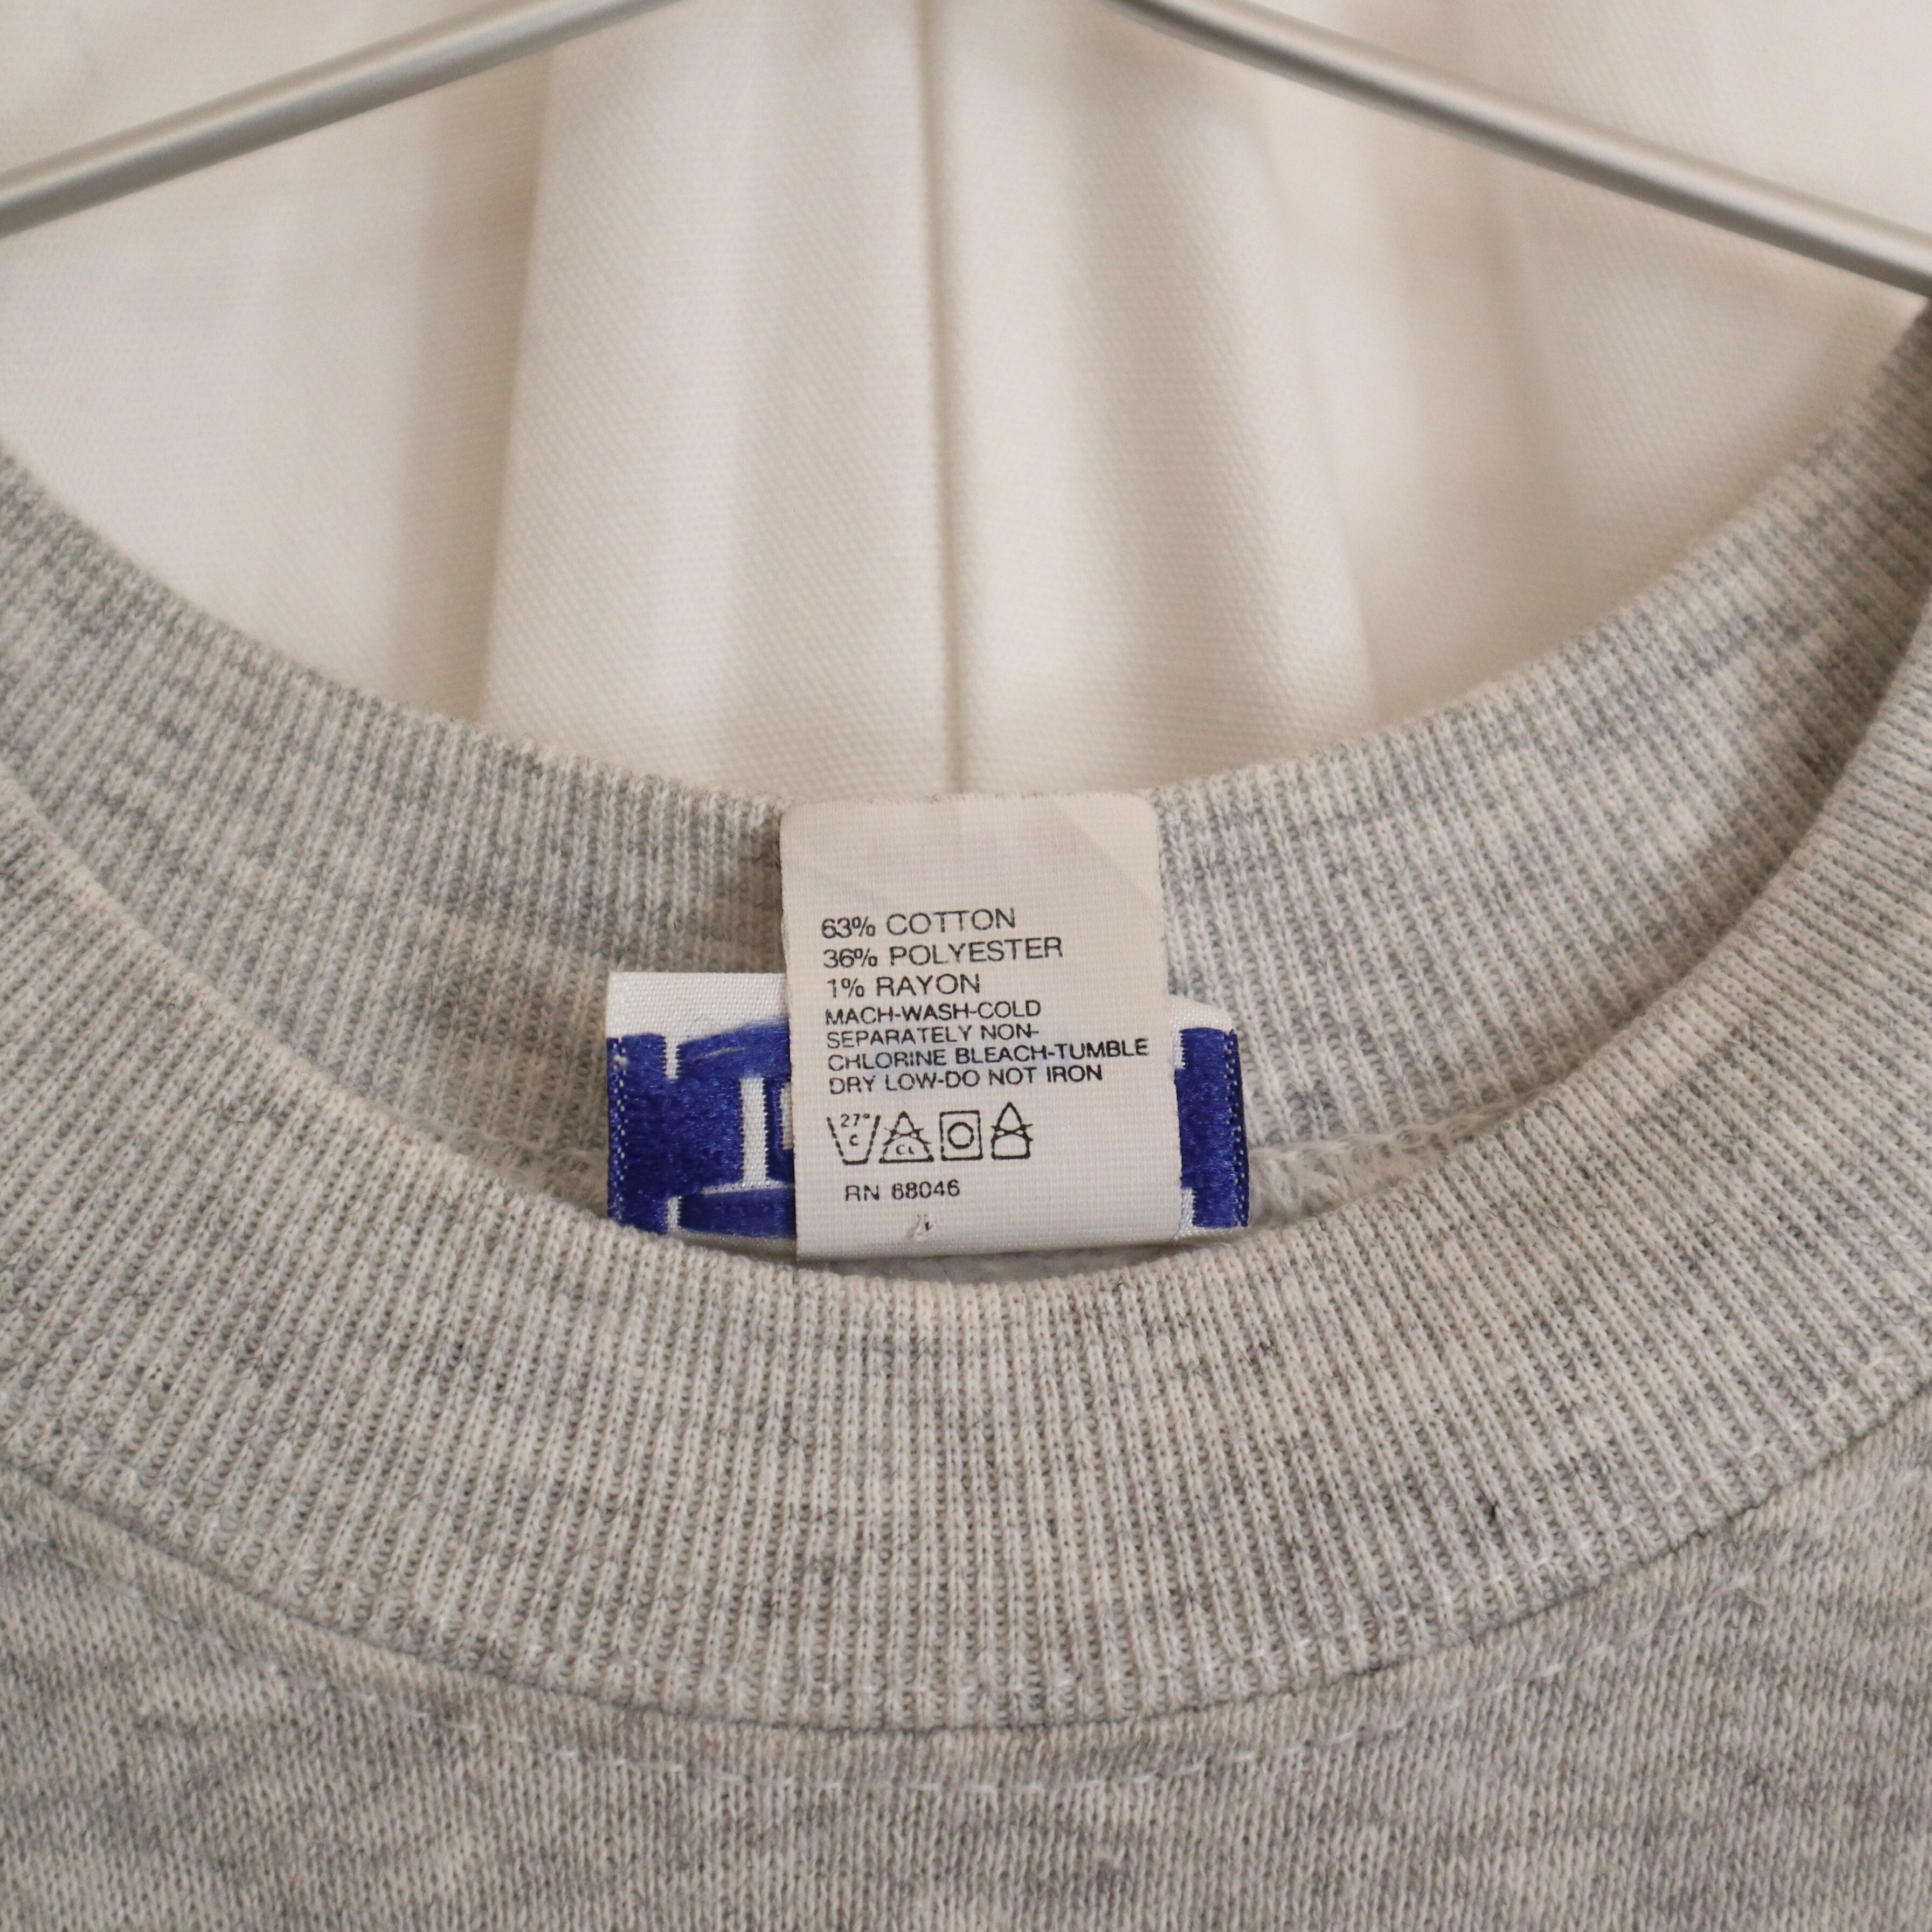 63% COTTON
36% POLYESTER
1% RAYON
MACH-WASH-COLD
SEPARATELY NON-
CHLORINE BLEACH-TUMBLE
DRY LOW-DO NOT IRON
27°
C
CL
RN 68046